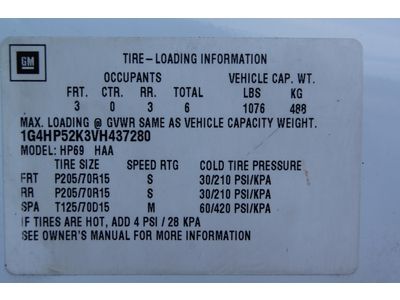 GM
TIRE-LOADING INFORMATION
OCCUPANTS VEHICLE CAP. WT.
FRT. CTR. RR. TOTAL LBS KG
3 0 3 6 1076 488
MAX. LOADING @ GVWR SAME AS VEHICLE CAPACITY WEIGHT.
1G4HP52K3VH437280
MODEL: HP69 HAA
TIRE SIZE SPEED RTG COLD TIRE PRESSURE
FRT P205/70R15 S 30/210 PSI/KPA
RR P205/70R15 S 30/210 PSI/KPA
SPA T125/70D15 M 60/420 PSI/KPA
IF TIRES ARE HOT, ADD 4 PSI / 28 KPA
SEE OWNER'S MANUAL FOR MORE INFORMATION